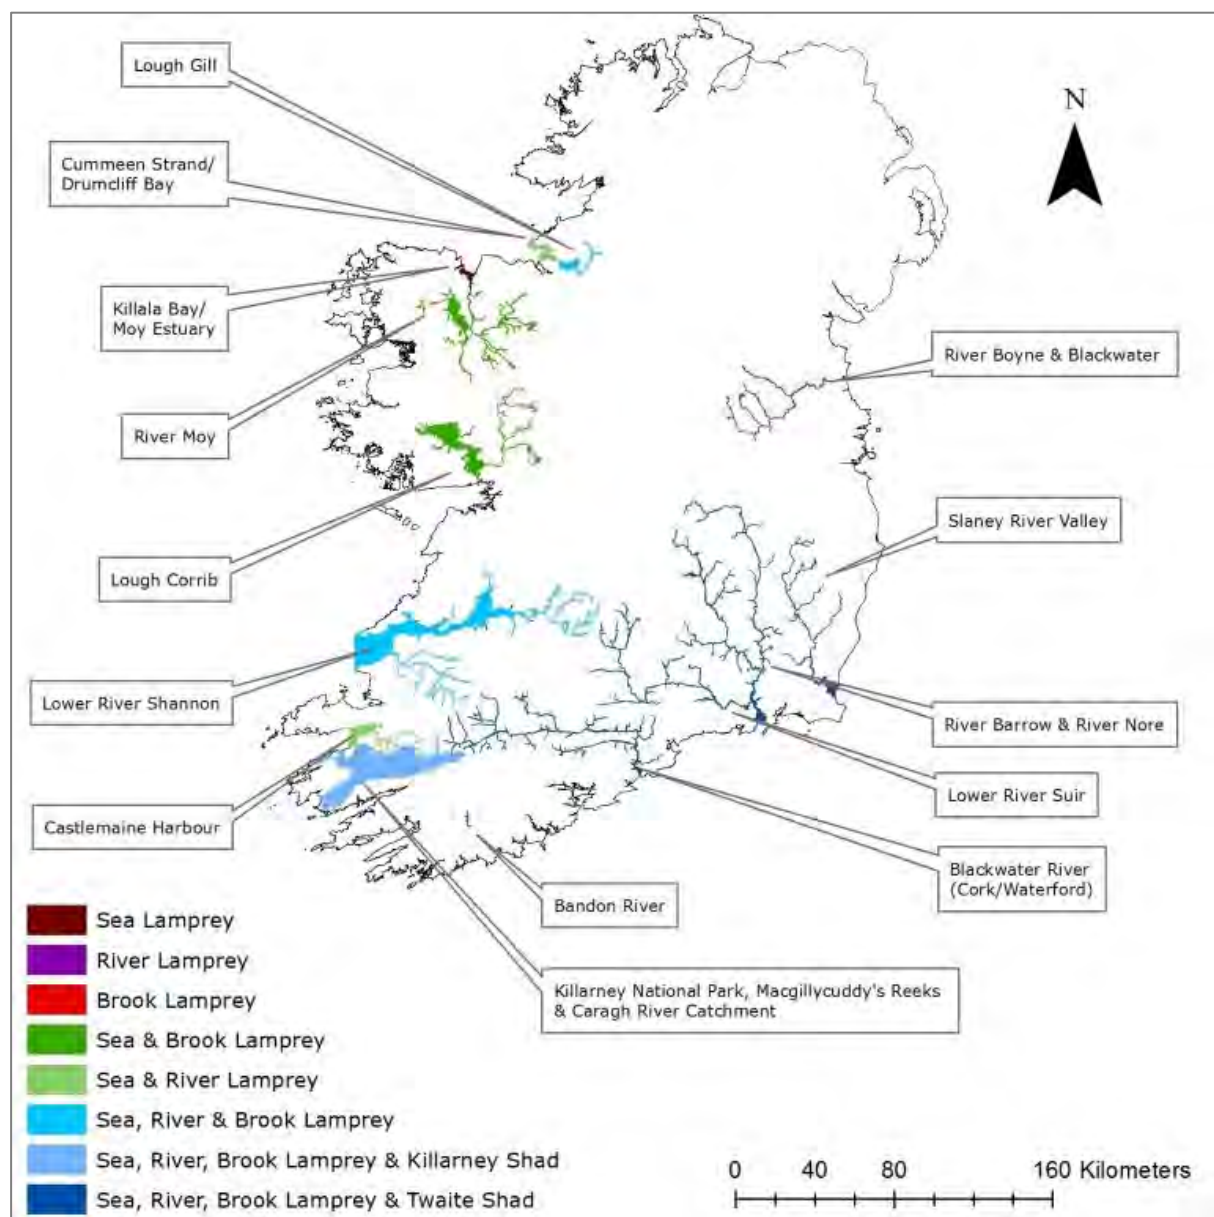 Lough Gill
Cummeen Strand/
Drumcliff Bay
Killala Bay/
Moy Estuary
River Moy
Lough Corrib
Lower River Shannon
Castlemaine Harbour
N
River Boyne & Blackwater
Slaney River Valley
River Barrow & River Nore
Lower River Suir
Blackwater River
(Cork/Waterford)
Bandon River
Killarney National Park, Macgillycuddy's Reeks
& Caragh River Catchment
Sea Lamprey
River Lamprey
Brook Lamprey
Sea & Brook Lamprey
Sea & River Lamprey
Sea, River & Brook Lamprey
Sea, River, Brook Lamprey & Killarney Shad
Sea, River, Brook Lamprey & Twaite Shad
0 40 80 160 Kilometers